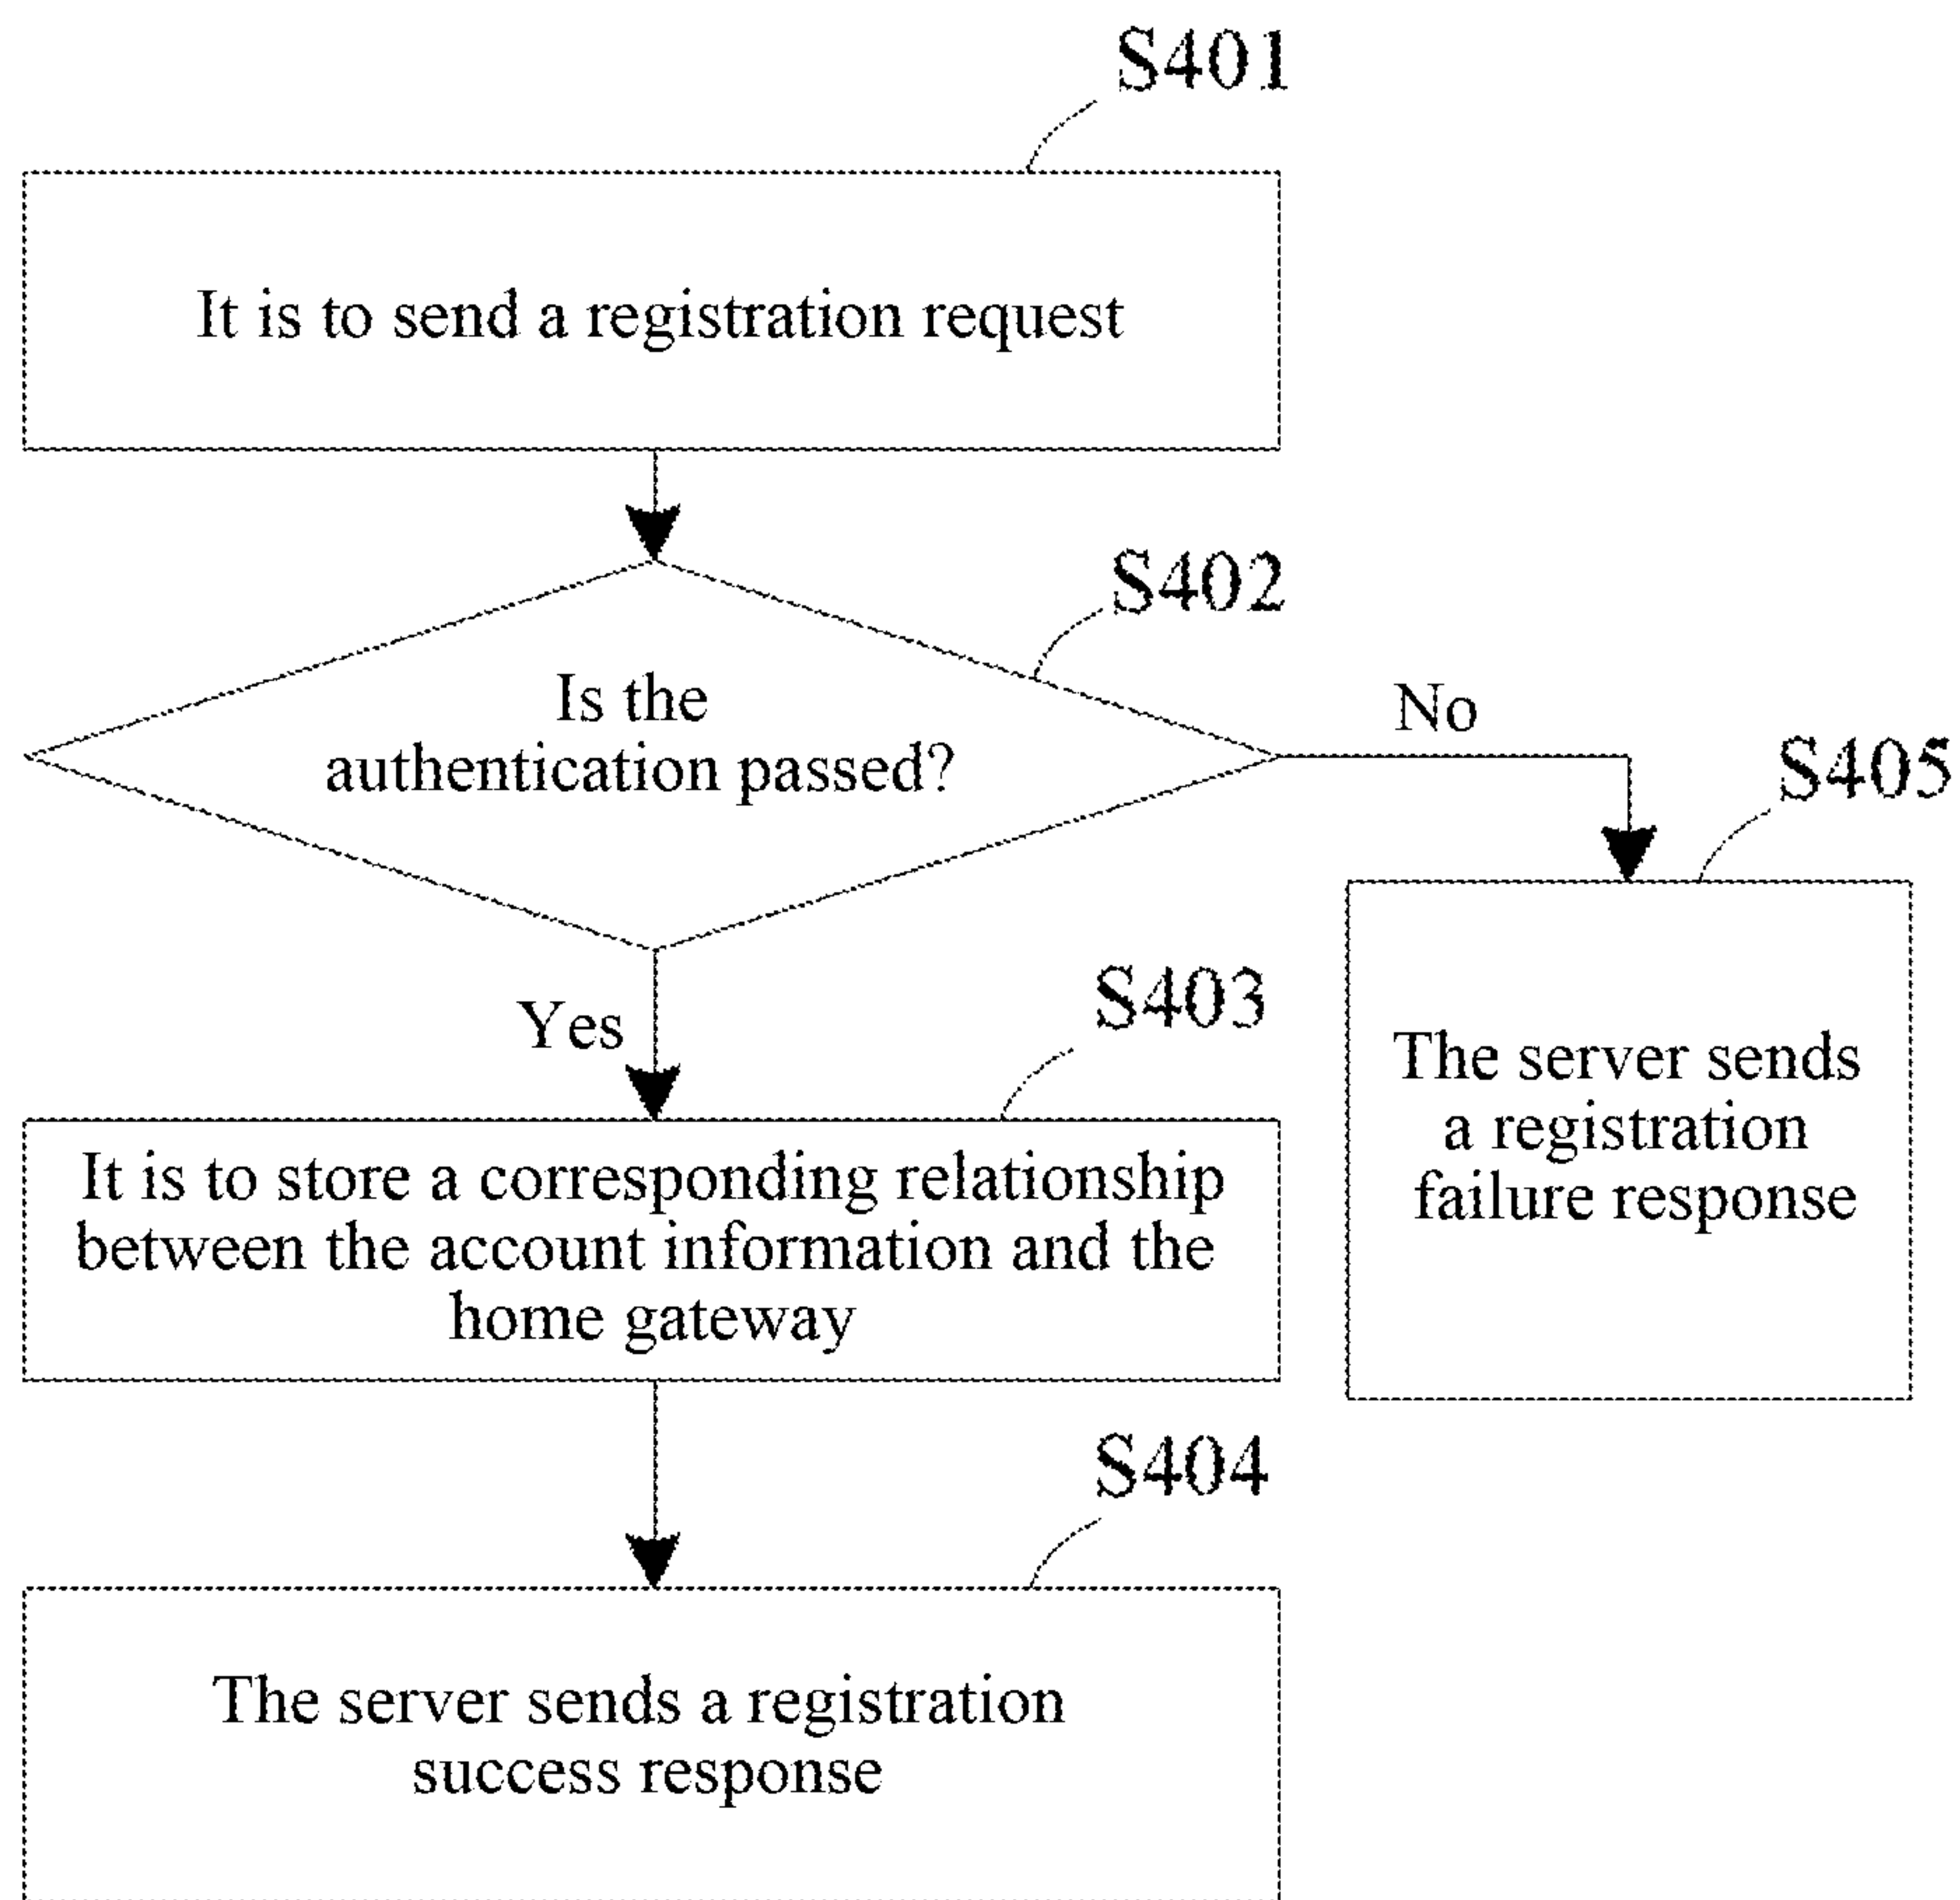 S401
It is to send a registration request
S402
Is the
authentication passed?
No
S405
Yes
S403
The server sends
a registration
failure response
It is to store a corresponding relationship
between the account information and the
home gateway
S404
The server sends a registration
success response